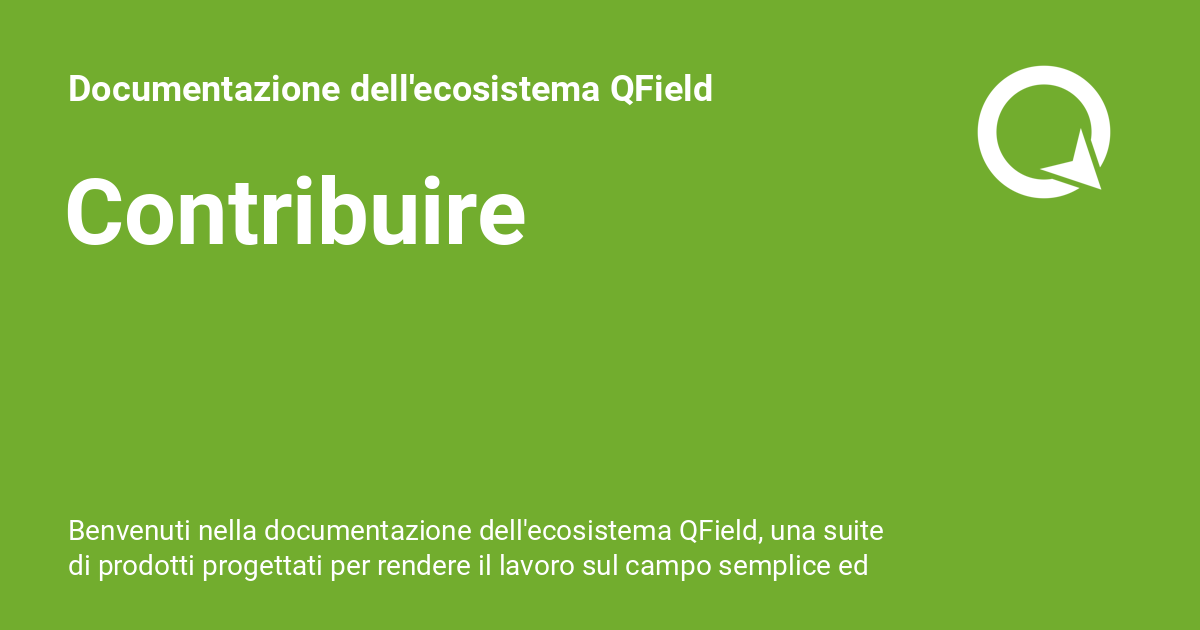 Documentazione dell'ecosistema QField
Contribuire
Benvenuti nella documentazione dell'ecosistema QField, una suite
di prodotti progettati per rendere il lavoro sul campo semplice ed